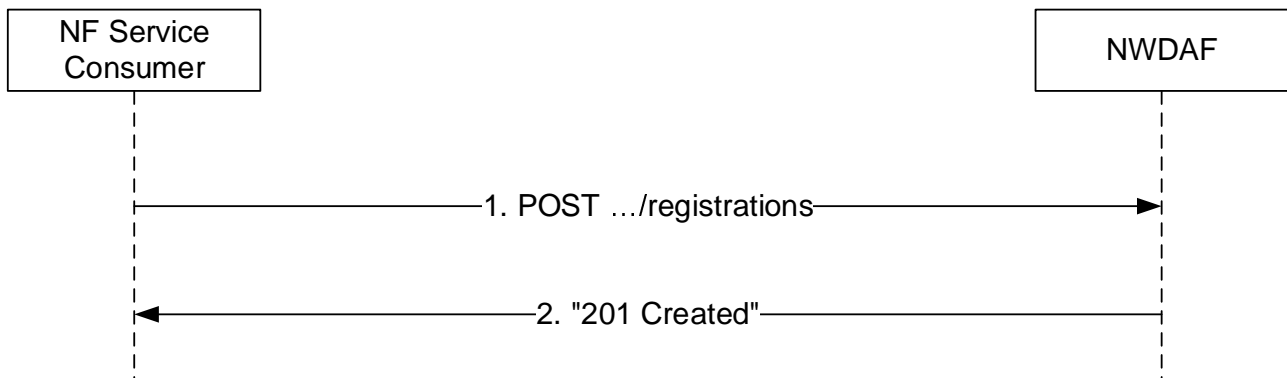 NF Service
Consumer
NWDAF
1. POST …/registrations
2. "201 Created"